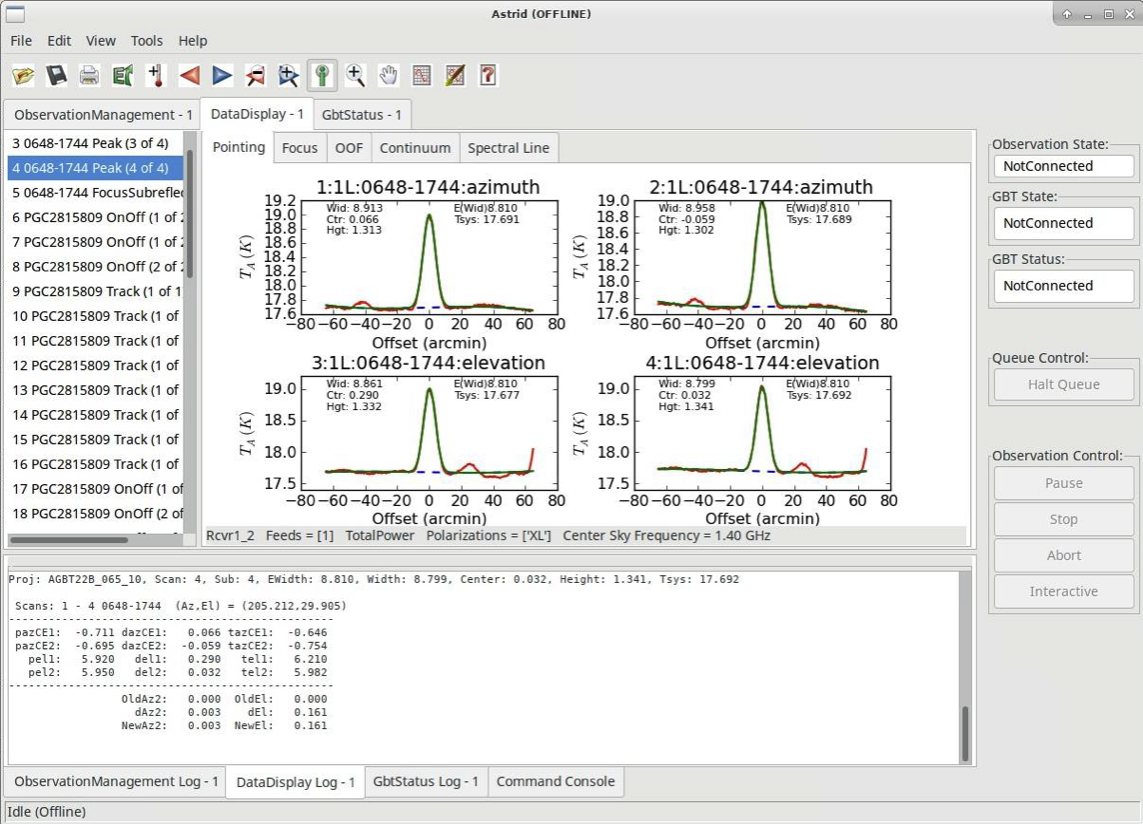 Astrid (OFFLINE)
File Edit View Tools Help
ObservationManagement - 1 DataDisplay - 1 GbtStatus - 1
3 0648-1744 Peak (3 of 4)
4 0648-1744 Peak (4 of 4)
5 0648-1744 FocusSubrefle
6 PGC2815809 OnOff (1 of 2
7 PGC2815809 OnOff (1 of 2
8 PGC2815809 OnOff (2 of 2
9 PGC2815809 Track (1 of 1
10 PGC2815809 Track (1 of
11 PGC2815809 Track (1 of
12 PGC2815809 Track (1 of
13 PGC2815809 Track (1 of
14 PGC2815809 Track (1 of
15 PGC2815809 Track (1 of
16 PGC2815809 Track (1 of
17 PGC2815809 OnOff (1 of
18 PGC2815809 OnOff (2 of
Pointing Focus OOF Continuum Spectral Line
1:1L:0648-1744:azimuth
Wid: 8.913 E(Wid)8.810
Ctr: 0.066 Tsys: 17.691
Hgt: 1.313
19.2
19.0
18.8
18.6
18.4
18.2
18.0
17.8
17.6
T_A (K)
−80 −60 −40 −20 0 20 40 60 80
Offset (arcmin)
2:1L:0648-1744:azimuth
Wid: 8.958 E(Wid)8.810
Ctr: -0.059 Tsys: 17.689
Hgt: 1.302
19.0
18.8
18.6
18.4
18.2
18.0
17.8
17.6
T_A (K)
−80 −60 −40 −20 0 20 40 60 80
Offset (arcmin)
3:1L:0648-1744:elevation
Wid: 8.861 E(Wid)8.810
Ctr: 0.290 Tsys: 17.677
Hgt: 1.332
19.0
18.5
18.0
17.5
T_A (K)
−80 −60 −40 −20 0 20 40 60 80
Offset (arcmin)
4:1L:0648-1744:elevation
Wid: 8.799 E(Wid)8.810
Ctr: 0.032 Tsys: 17.692
Hgt: 1.341
19.0
18.5
18.0
17.5
T_A (K)
−80 −60 −40 −20 0 20 40 60 80
Offset (arcmin)
Rcvr1_2 Feeds = [1] TotalPower Polarizations = ['XL'] Center Sky Frequency = 1.40 GHz
Observation State:
NotConnected
GBT State:
NotConnected
GBT Status:
NotConnected
Queue Control:
Halt Queue
Observation Control:
Pause
Stop
Abort
Interactive
Proj: AGBT22B_065_10, Scan: 4, Sub: 4, EWidth: 8.810, Width: 8.799, Center: 0.032, Height: 1.341, Tsys: 17.692
Scans: 1 - 4 0648-1744 (Az,El) = (205.212,29.905)
pazCE1: -0.711 dazCE1: 0.066 tazCE1: -0.646
pazCE2: -0.695 dazCE2: -0.059 tazCE2: -0.754
pel1: 5.920 del1: 0.290 tel1: 6.210
pel2: 5.950 del2: 0.032 tel2: 5.982
OldAz2: 0.000 OldEl: 0.000
dAz2: 0.003 dEl: 0.161
NewAz2: 0.003 NewEl: 0.161
ObservationManagement Log - 1 DataDisplay Log - 1 GbtStatus Log - 1 Command Console
Idle (Offline)